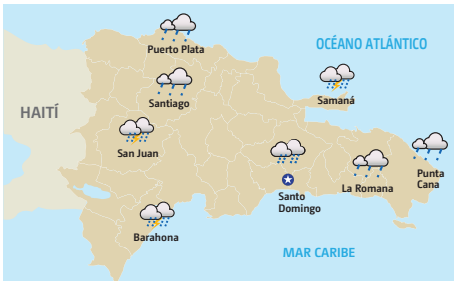 Puerto Plata
OCÉANO ATLÁNTICO
Santiago
Samaná
HAITÍ
San Juan
Santo
Domingo
La Romana
Punta
Cana
Barahona
MAR CARIBE